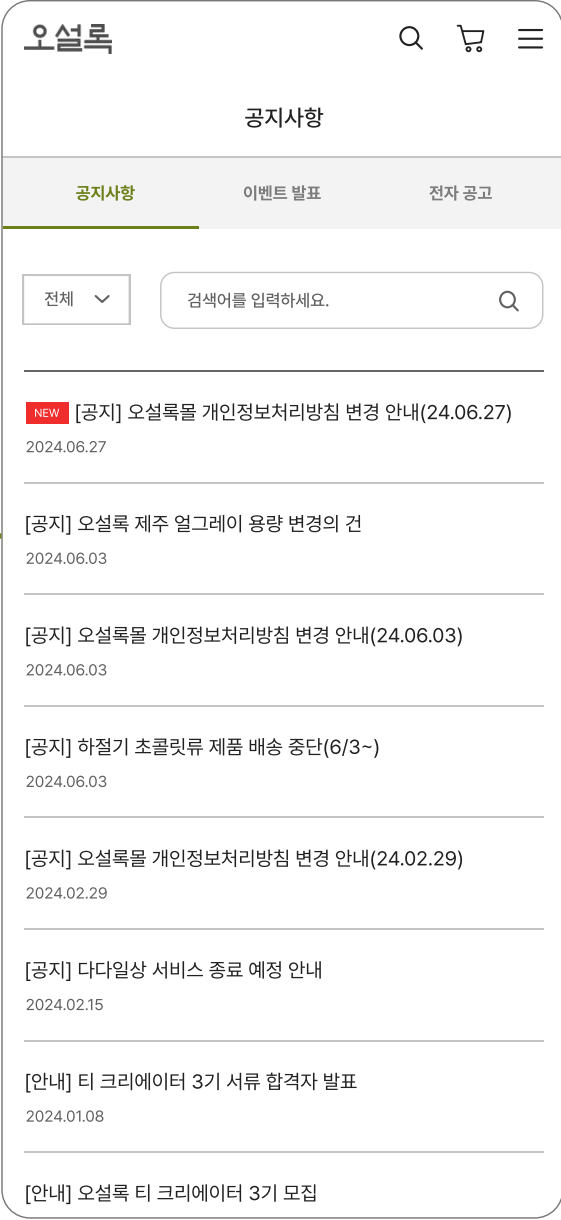 오설록
공지사항
공지사항 이벤트 발표 전자 공고
전체 검색어를 입력하세요.
NEW [공지] 오설록몰 개인정보처리방침 변경 안내(24.06.27)
2024.06.27
[공지] 오설록 제주 얼그레이 용량 변경의 건
2024.06.03
[공지] 오설록몰 개인정보처리방침 변경 안내(24.06.03)
2024.06.03
[공지] 하절기 초콜릿류 제품 배송 중단(6/3~)
2024.06.03
[공지] 오설록몰 개인정보처리방침 변경 안내(24.02.29)
2024.02.29
[공지] 다다일상 서비스 종료 예정 안내
2024.02.15
[안내] 티 크리에이터 3기 서류 합격자 발표
2024.01.08
[안내] 오설록 티 크리에이터 3기 모집